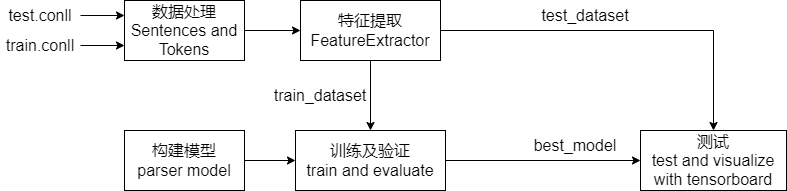 test.conll
train.conll
数据处理
Sentences and
Tokens
特征提取
FeatureExtractor
test_dataset
train_dataset
构建模型
parser model
训练及验证
train and evaluate
best_model
测试
test and visualize
with tensorboard